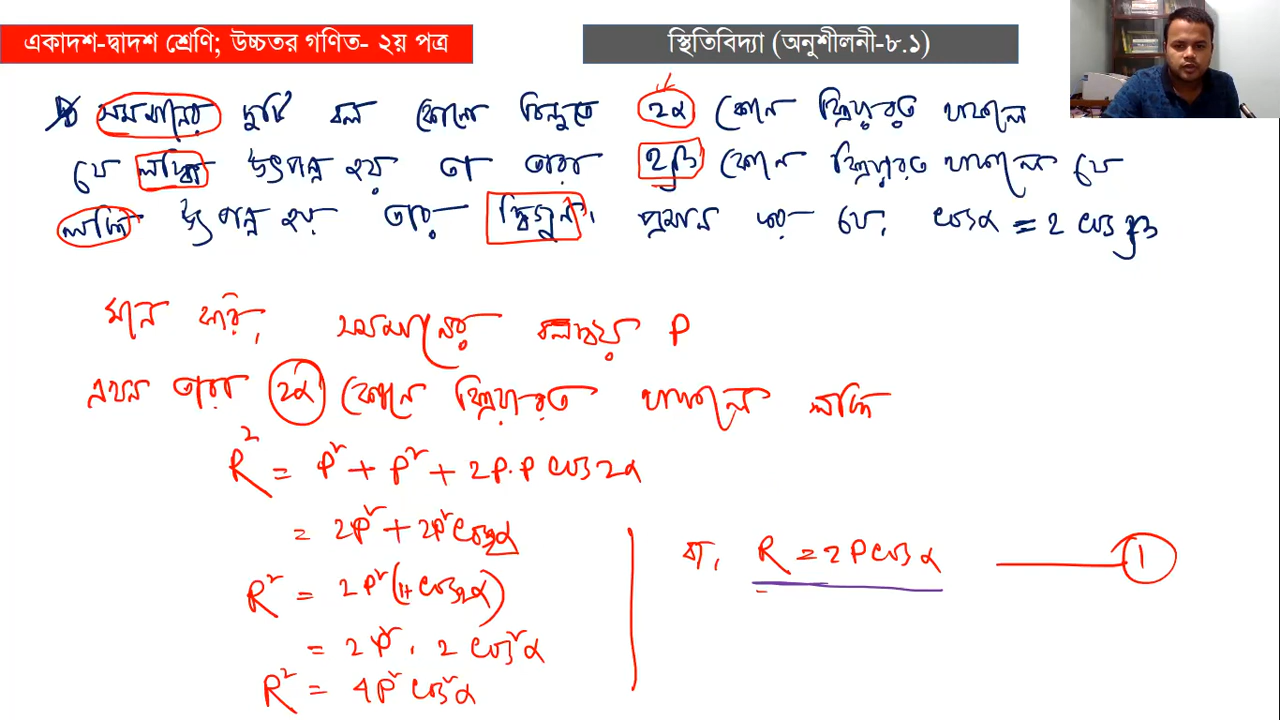 একাদশ-দ্বাদশ শ্রেণি; উচ্চতর গণিত- ২য় পত্র
স্থিতিবিদ্যা (অনুশীলনী-৮.১)
সমমানের দুটি বল কোনো বিন্দুতে 2α কোনে ক্রিয়ারত থাকলে
যে লব্ধি উৎপন্ন হয় তা তারা 2β কোনে ক্রিয়ারত থাকলে যে
লব্ধি উৎপন্ন হয় তার দ্বিগুন। প্রমান কর যে, cosα = 2 cosβ
মনে করি, সমমানের বলদ্বয় P
এখন তারা 2α কোনে ক্রিয়ারত থাকলে লব্ধি
R² = P² + P² + 2P.P cos2α
= 2P² + 2P² cos2α
R² = 2P² (1+ cos2α)
= 2P² . 2 cos²α
R² = 4P² cos²α
বা, R = 2P cosα ——— 1